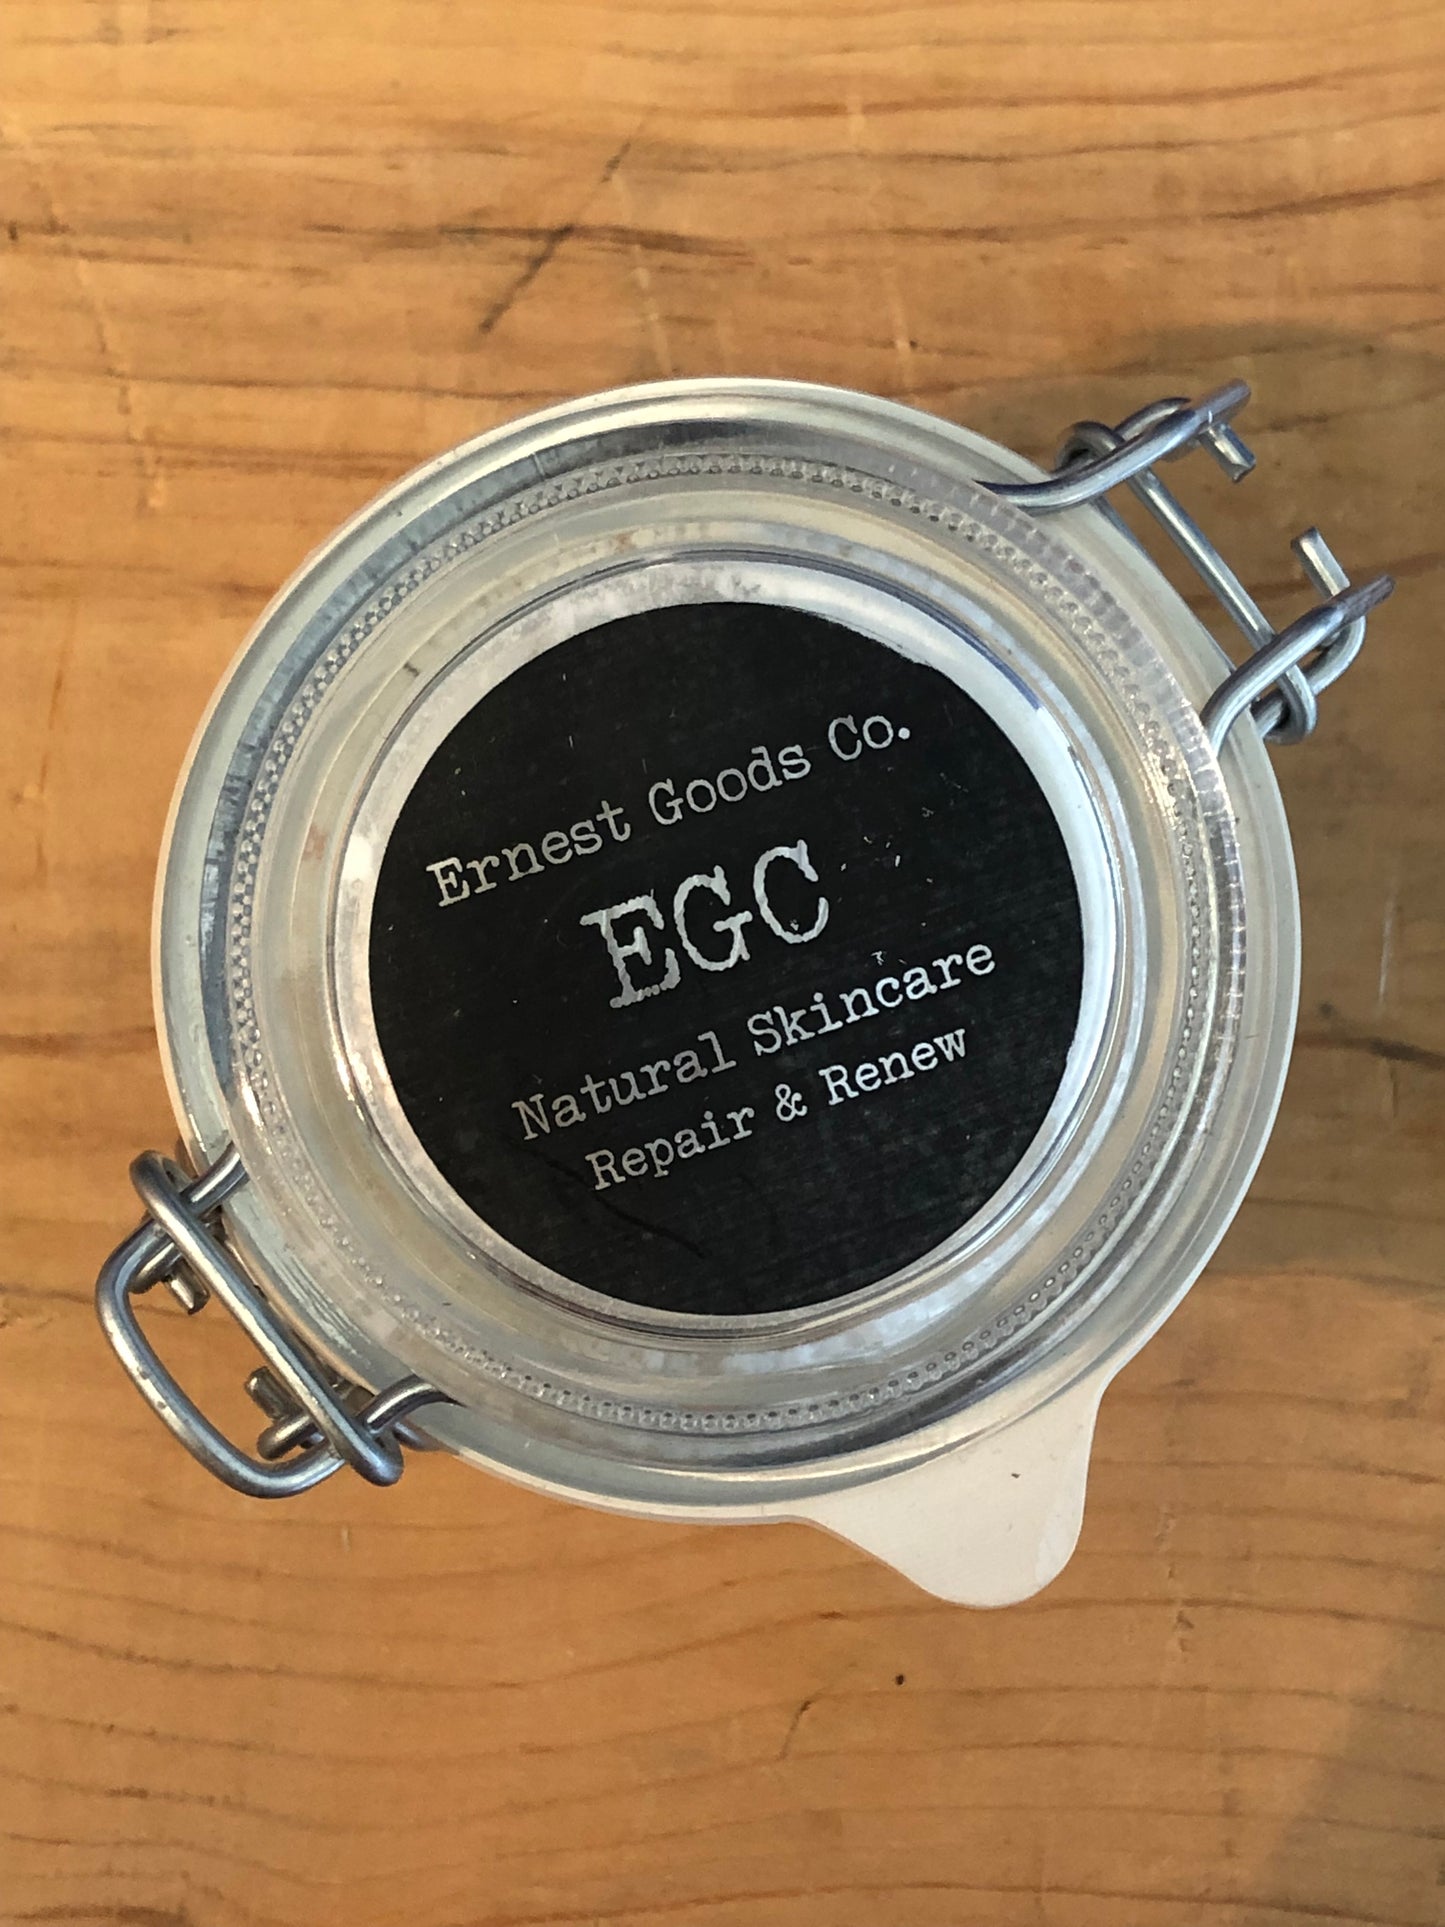 Ernest Goods Co.
EGC
Natural Skincare
Repair & Renew